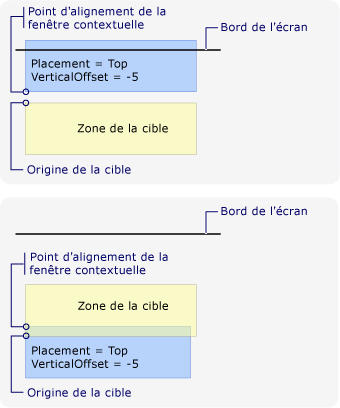 Point d'alignement de la
fenêtre contextuelle
Bord de l'écran
Placement = Top
VerticalOffset = -5
Zone de la cible
Origine de la cible
Bord de l'écran
Point d'alignement de la
fenêtre contextuelle
Zone de la cible
Placement = Top
VerticalOffset = -5
Origine de la cible